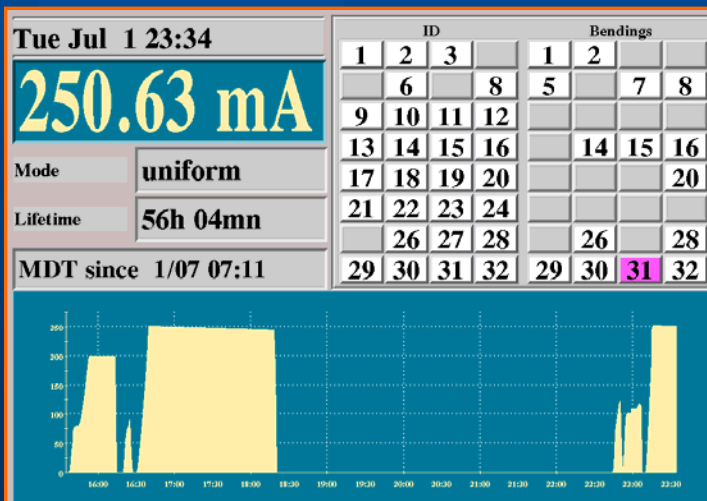 Tue Jul 1 23:34
250.63 mA
Mode uniform
Lifetime 56h 04mn
MDT since 1/07 07:11
ID
1 2 3
6 8
9 10 11 12
13 14 15 16
17 18 19 20
21 22 23 24
26 27 28
29 30 31 32
Bendings
1 2
5 7 8
14 15 16
20
26 28
29 30 31 32
250
200
150
100
50
0
16:00 16:30 17:00 17:30 18:00 18:30 19:00 19:30 20:00 20:30 21:00 21:30 22:00 22:30 23:00 23:30